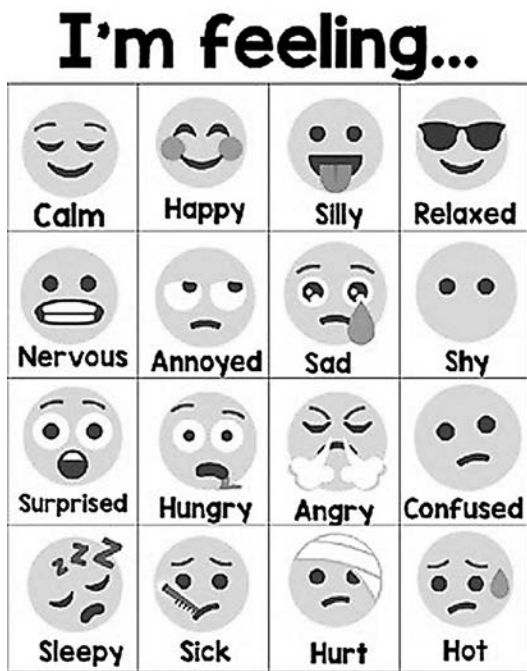 I'm feeling...
Calm Happy Silly Relaxed
Nervous Annoyed Sad Shy
Surprised Hungry Angry Confused
z z Z
Sleepy Sick Hurt Hot